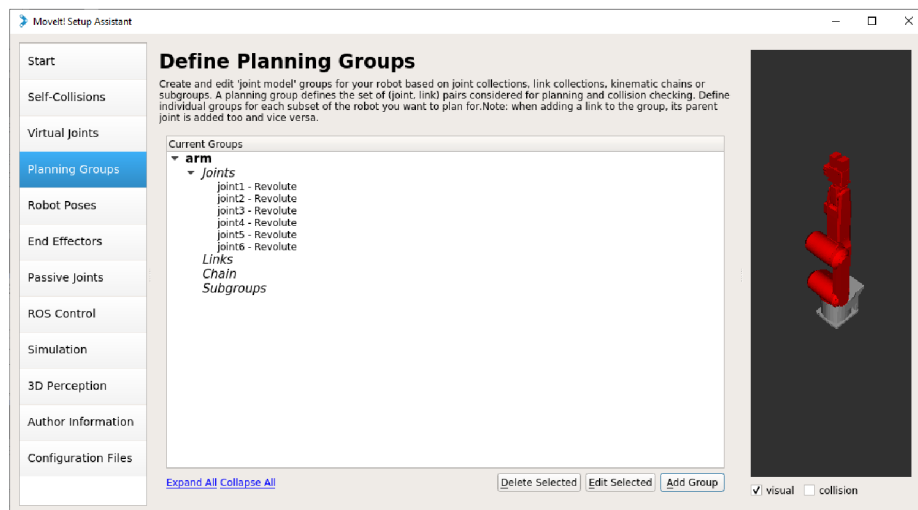 MoveIt! Setup Assistant
Start
Self-Collisions
Virtual Joints
Planning Groups
Robot Poses
End Effectors
Passive Joints
ROS Control
Simulation
3D Perception
Author Information
Configuration Files
Define Planning Groups
Create and edit 'joint model' groups for your robot based on joint collections, link collections, kinematic chains or
subgroups. A planning group defines the set of (joint, link) pairs considered for planning and collision checking. Define
individual groups for each subset of the robot you want to plan for.Note: when adding a link to the group, its parent
joint is added too and vice versa.
Current Groups
arm
Joints
joint1 - Revolute
joint2 - Revolute
joint3 - Revolute
joint4 - Revolute
joint5 - Revolute
joint6 - Revolute
Links
Chain
Subgroups
Expand All Collapse All
Delete Selected Edit Selected Add Group
visual collision